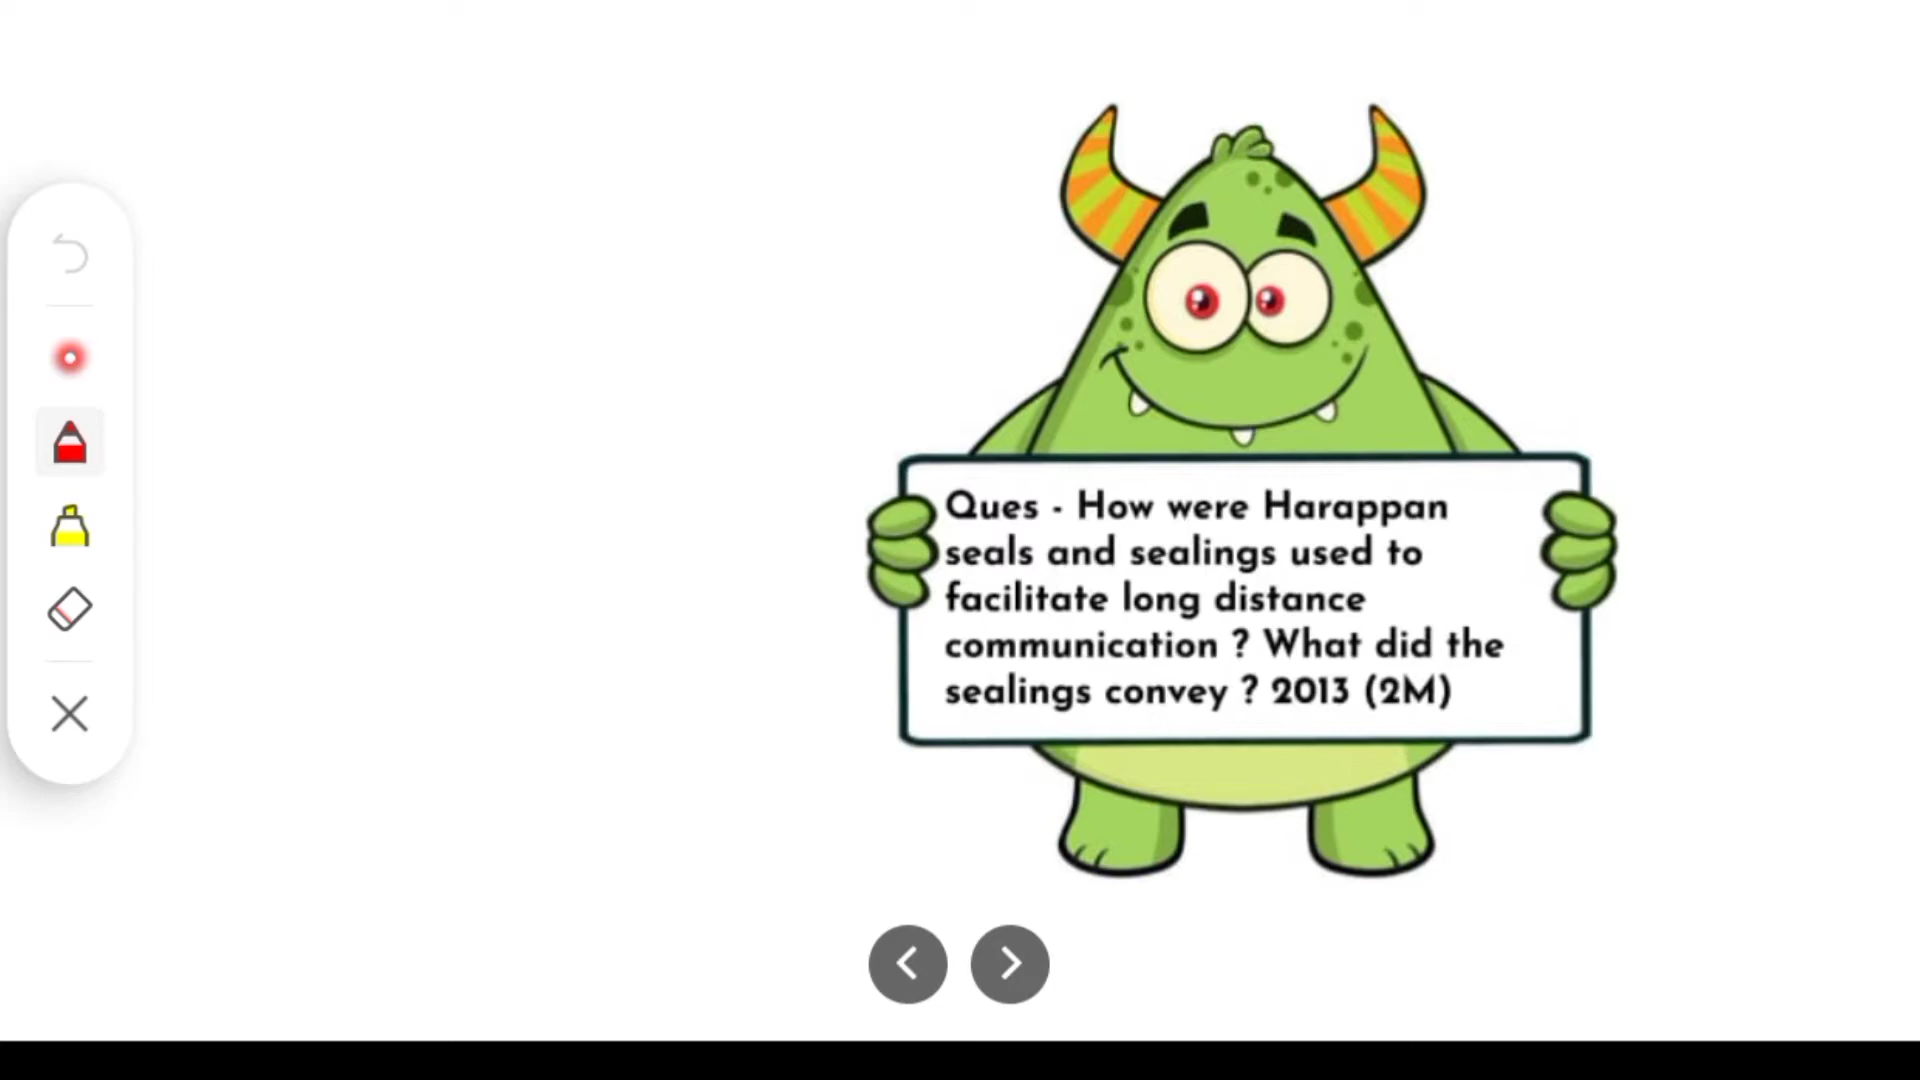 Ques - How were Harappan
seals and sealings used to
facilitate long distance
communication ? What did the
sealings convey ? 2013 (2M)